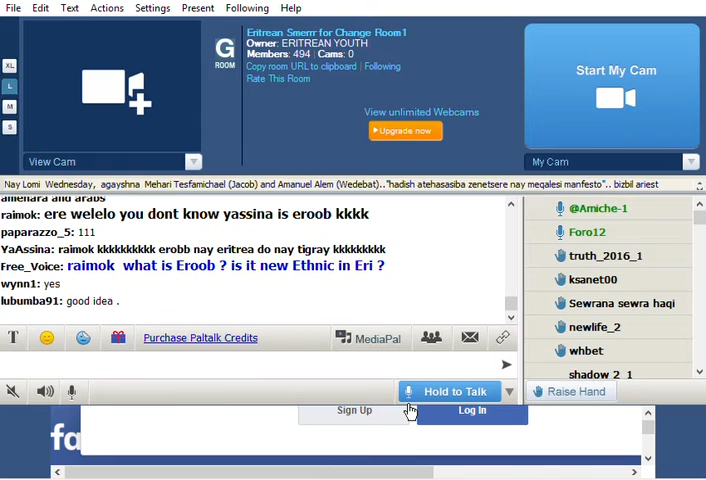 File Edit Text Actions Settings Present Following Help
Eritrean Smerrr for Change Room1
Owner: ERITREAN YOUTH
Members: 494 | Cams: 0
Copy room URL to clipboard | Following
Rate This Room
G
ROOM
XL
L
M
S
View unlimited Webcams
Upgrade now
Start My Cam
View Cam
My Cam
Nay Lomi Wednesday, agayshna Mehari Tesfamichael (Jacob) and Amanuel Alem (Wedebat).."hadish atehasasiba zenetsere nay meqalesi manfesto".. bizbil ariest
amehara and arabs
raimok: ere welelo you dont know yassina is eroob kkkk
paparazzo_5: 111
YaAssina: raimok kkkkkkkkkk erobb nay eritrea do nay tigray kkkkkkkkk
Free_Voice: raimok what is Eroob ? is it new Ethnic in Eri ?
wynn1: yes
lubumba91: good idea .
@Amiche-1
Foro12
truth_2016_1
ksanet00
Sewrana sewra haqi
newlife_2
whbet
shadow_2_1
T
Purchase Paltalk Credits
MediaPal
Hold to Talk
Raise Hand
Sign Up
Log In
fa